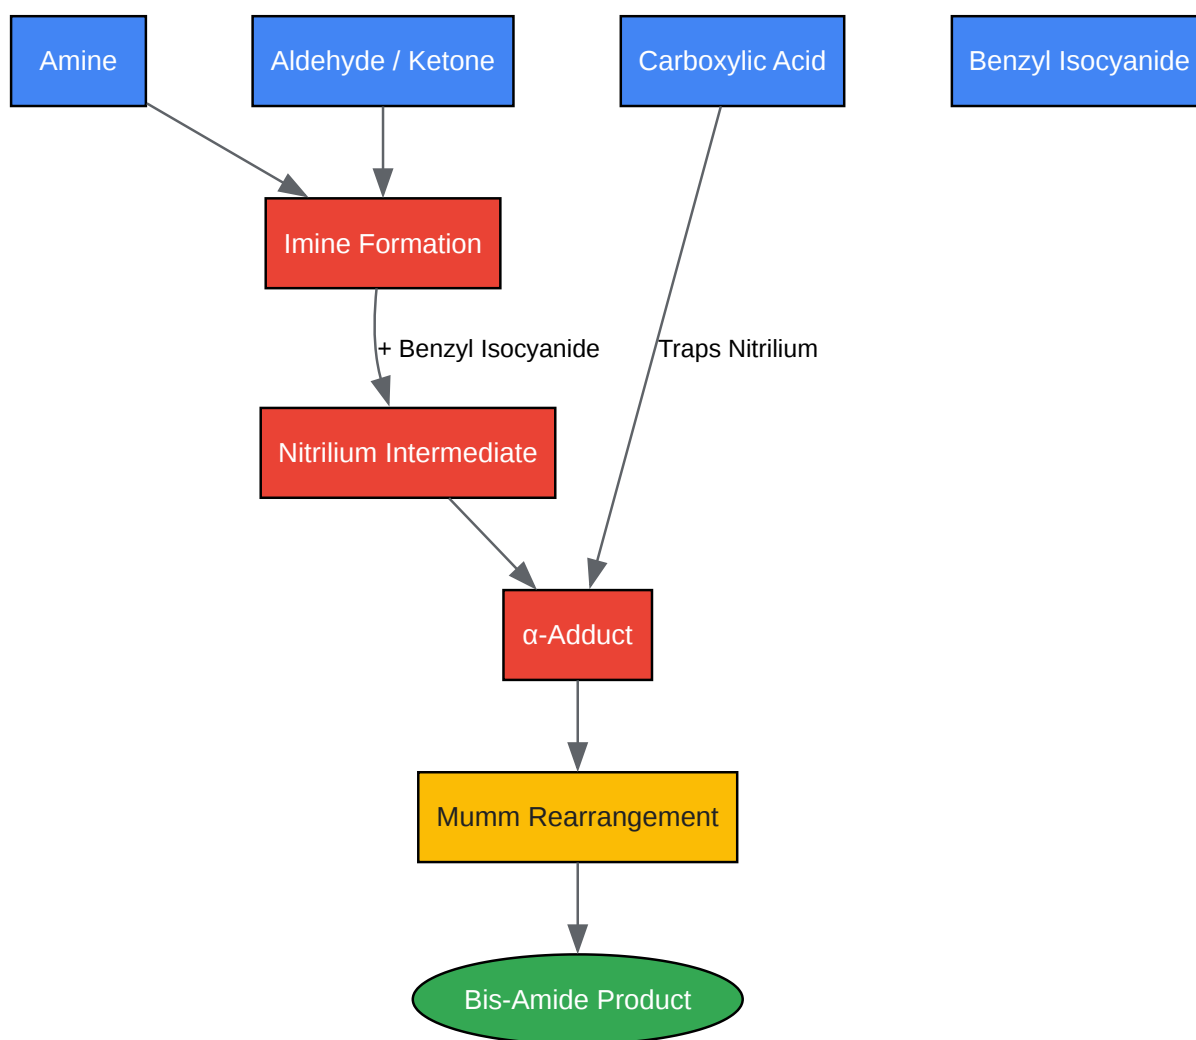 Amine
Aldehyde / Ketone
Carboxylic Acid
Benzyl Isocyanide
Imine Formation
+ Benzyl Isocyanide
Traps Nitrilium
Nitrilium Intermediate
α-Adduct
Mumm Rearrangement
Bis-Amide Product